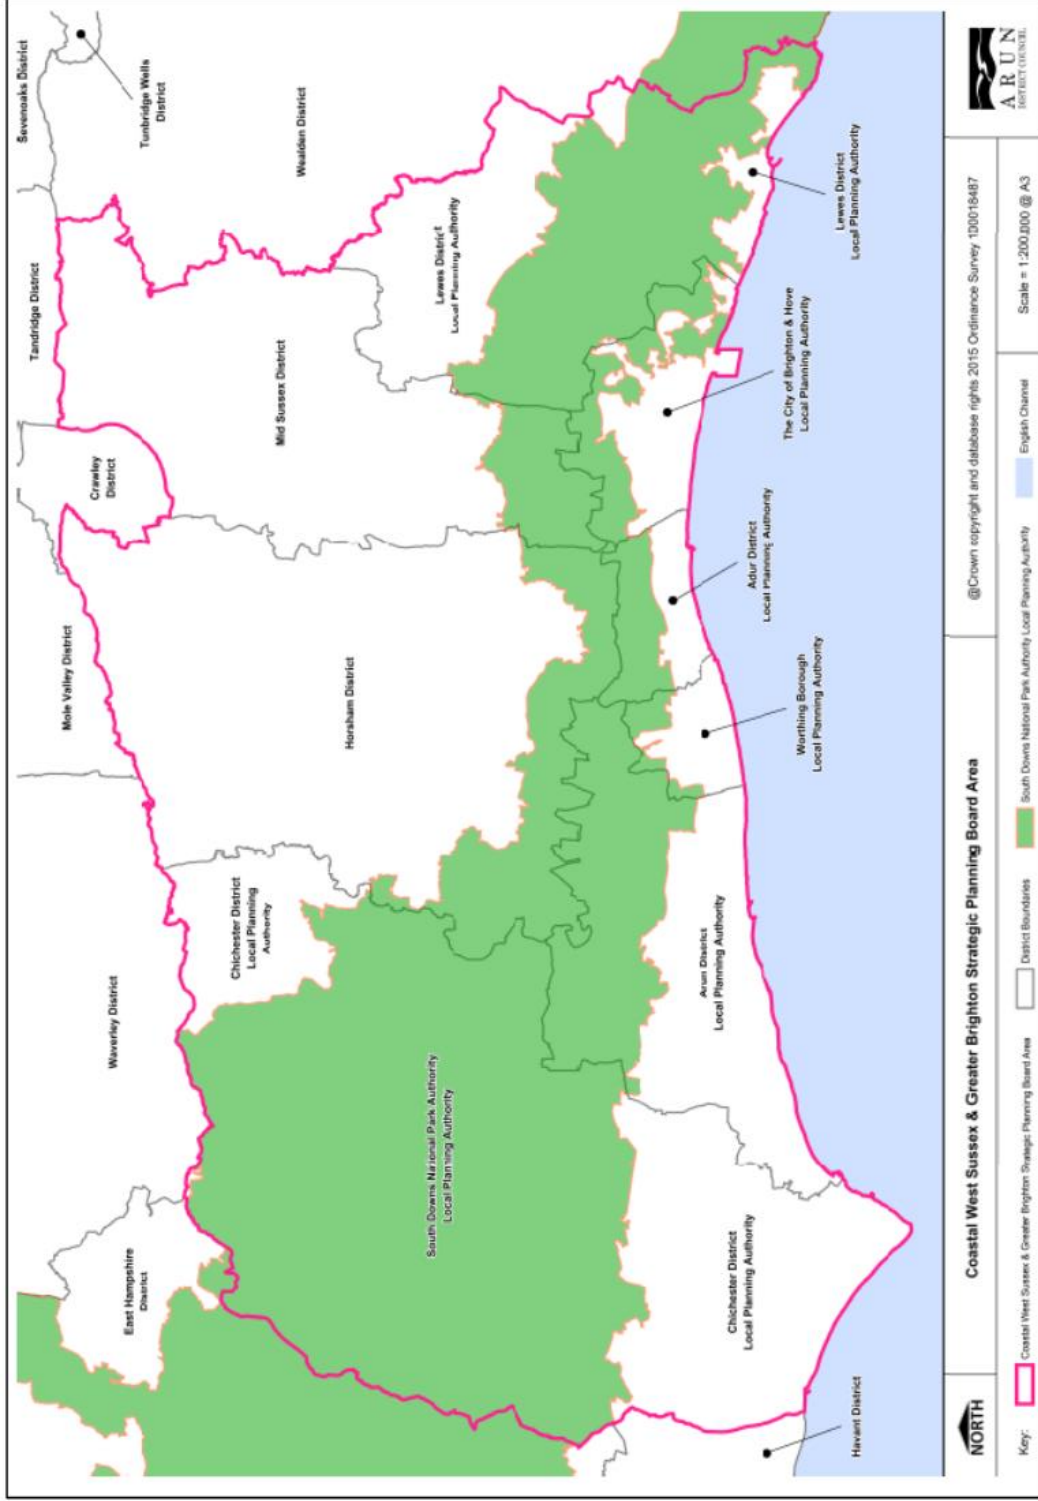 Sevenoaks District
Tunbridge Wells
District
Tandridge District
Wealden District
Crawley
District
Mole Valley District
Mid Sussex District
Lewes District
Local Planning Authority
Waverley District
Horsham District
Chichester District
Local Planning
Authority
East Hampshire
District
South Downs National Park Authority
Local Planning Authority
Lewes District
Local Planning Authority
The City of Brighton & Hove
Local Planning Authority
Adur District
Local Planning Authority
Worthing Borough
Local Planning Authority
Arun District
Local Planning Authority
Chichester District
Local Planning Authority
Havant District
NORTH
Coastal West Sussex & Greater Brighton Strategic Planning Board Area
@Crown copyright and database rights 2015 Ordinance Survey 100018487
ARUN
DISTRICT COUNCIL
Key:
Coastal West Sussex & Greater Brighton Strategic Planning Board Area
District Boundaries
South Downs National Park Authority Local Planning Authority
English Channel
Scale = 1:200,000 @ A3